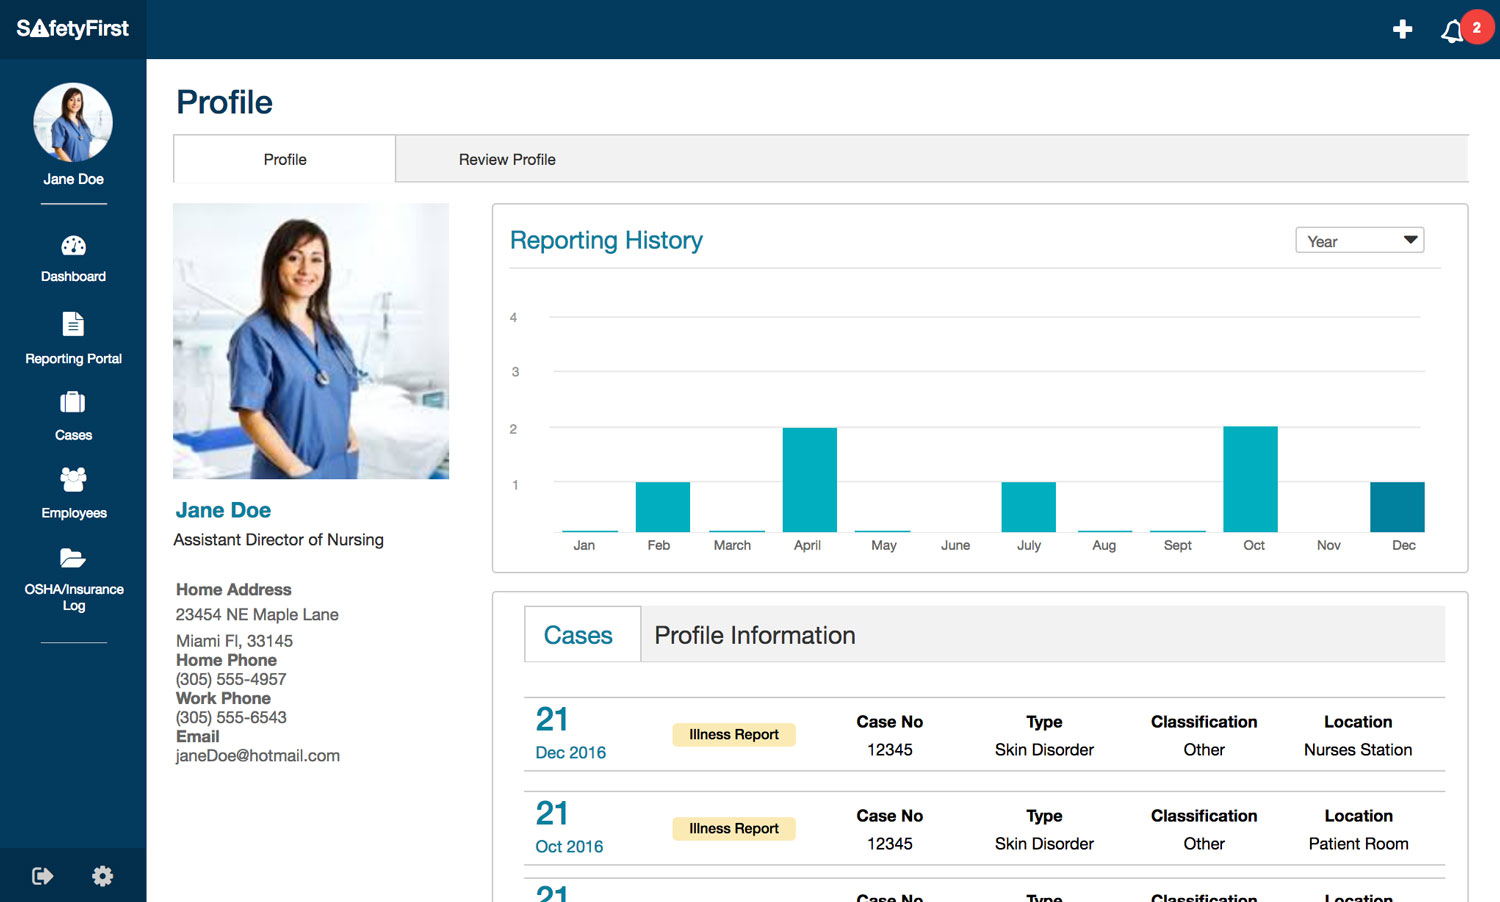 SAfetyFirst
2
Jane Doe
Dashboard
Reporting Portal
Cases
Employees
OSHA/Insurance
Log
Profile
Profile Review Profile
Jane Doe
Assistant Director of Nursing
Home Address
23454 NE Maple Lane
Miami Fl, 33145
Home Phone
(305) 555-4957
Work Phone
(305) 555-6543
Email
janeDoe@hotmail.com
Reporting History
Year
4
3
2
1
Jan Feb March April May June July Aug Sept Oct Nov Dec
Cases Profile Information
21
Dec 2016
Illness Report
Case No Type Classification Location
12345 Skin Disorder Other Nurses Station
21
Oct 2016
Illness Report
Case No Type Classification Location
12345 Skin Disorder Other Patient Room
21
Case No Type Classification Location